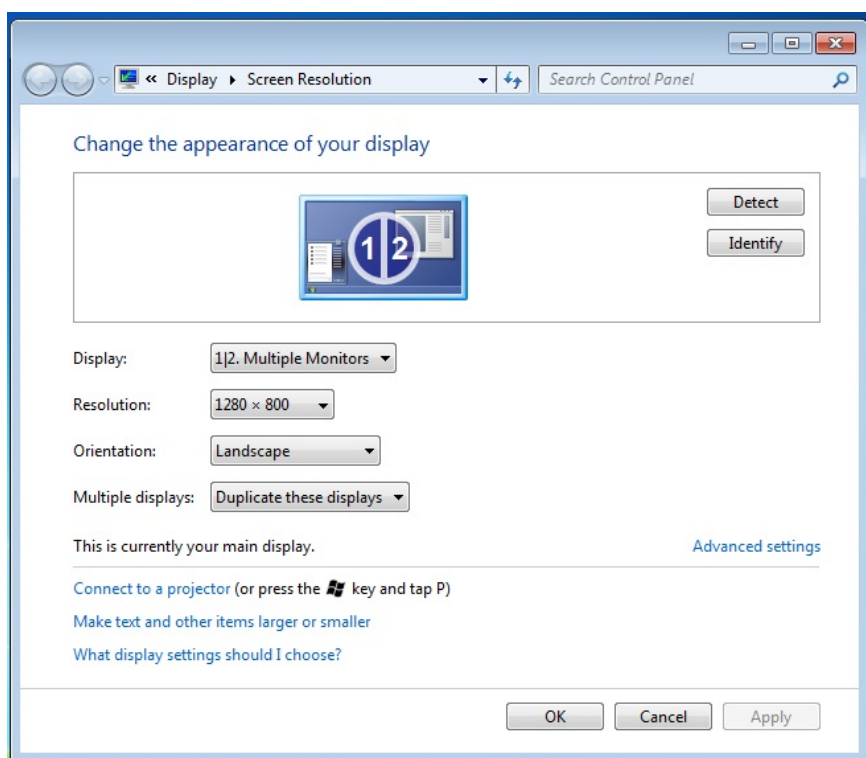 « Display ▸ Screen Resolution
Search Control Panel
Change the appearance of your display
1|2
Detect
Identify
Display: 1|2. Multiple Monitors
Resolution: 1280 × 800
Orientation: Landscape
Multiple displays: Duplicate these displays
This is currently your main display. Advanced settings
Connect to a projector (or press the key and tap P)
Make text and other items larger or smaller
What display settings should I choose?
OK Cancel Apply